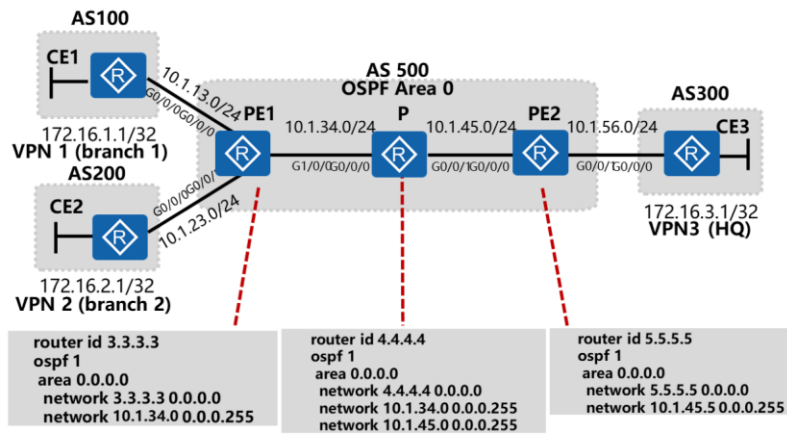 AS100
CE1
R
10.1.13.0/24
G0/0/0
G0/0/0
172.16.1.1/32
VPN 1 (branch 1)
AS200
CE2
R
G0/0/0
G0/0/
10.1.23.0/24
172.16.2.1/32
VPN 2 (branch 2)
AS 500
OSPF Area 0
PE1
R
10.1.34.0/24
G1/0/0
G0/0/0
P
R
10.1.45.0/24
G0/0/1
G0/0/0
PE2
R
10.1.56.0/24
G0/0/1
G0/0/0
AS300
CE3
R
172.16.3.1/32
VPN3 (HQ)
router id 3.3.3.3
ospf 1
area 0.0.0.0
network 3.3.3.3 0.0.0.0
network 10.1.34.0 0.0.0.255
router id 4.4.4.4
ospf 1
area 0.0.0.0
network 4.4.4.4 0.0.0.0
network 10.1.34.0 0.0.0.255
network 10.1.45.0 0.0.0.255
router id 5.5.5.5
ospf 1
area 0.0.0.0
network 5.5.5.5 0.0.0.0
network 10.1.45.5 0.0.0.255